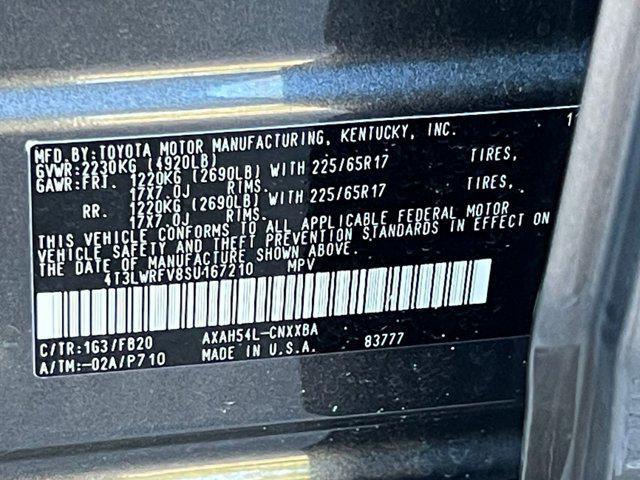 MFD.BY:TOYOTA MOTOR MANUFACTURING, KENTUCKY, INC. 11
GVWR:2230KG (4920LB)
GAWR:FRT. 1220KG (2690LB) WITH 225/65R17 TIRES,
17X7.0J RIMS.
RR. 1220KG (2690LB) WITH 225/65R17 TIRES,
17X7.0J RIMS.
THIS VEHICLE CONFORMS TO ALL APPLICABLE FEDERAL MOTOR
VEHICLE SAFETY AND THEFT PREVENTION STANDARDS IN EFFECT ON
THE DATE OF MANUFACTURE SHOWN ABOVE.
4T3LWRFV8SU167210 MPV
C/TR:1G3/FB20 AXAH54L-CNXXBA
A/TM:-02A/P710 MADE IN U.S.A. 83777